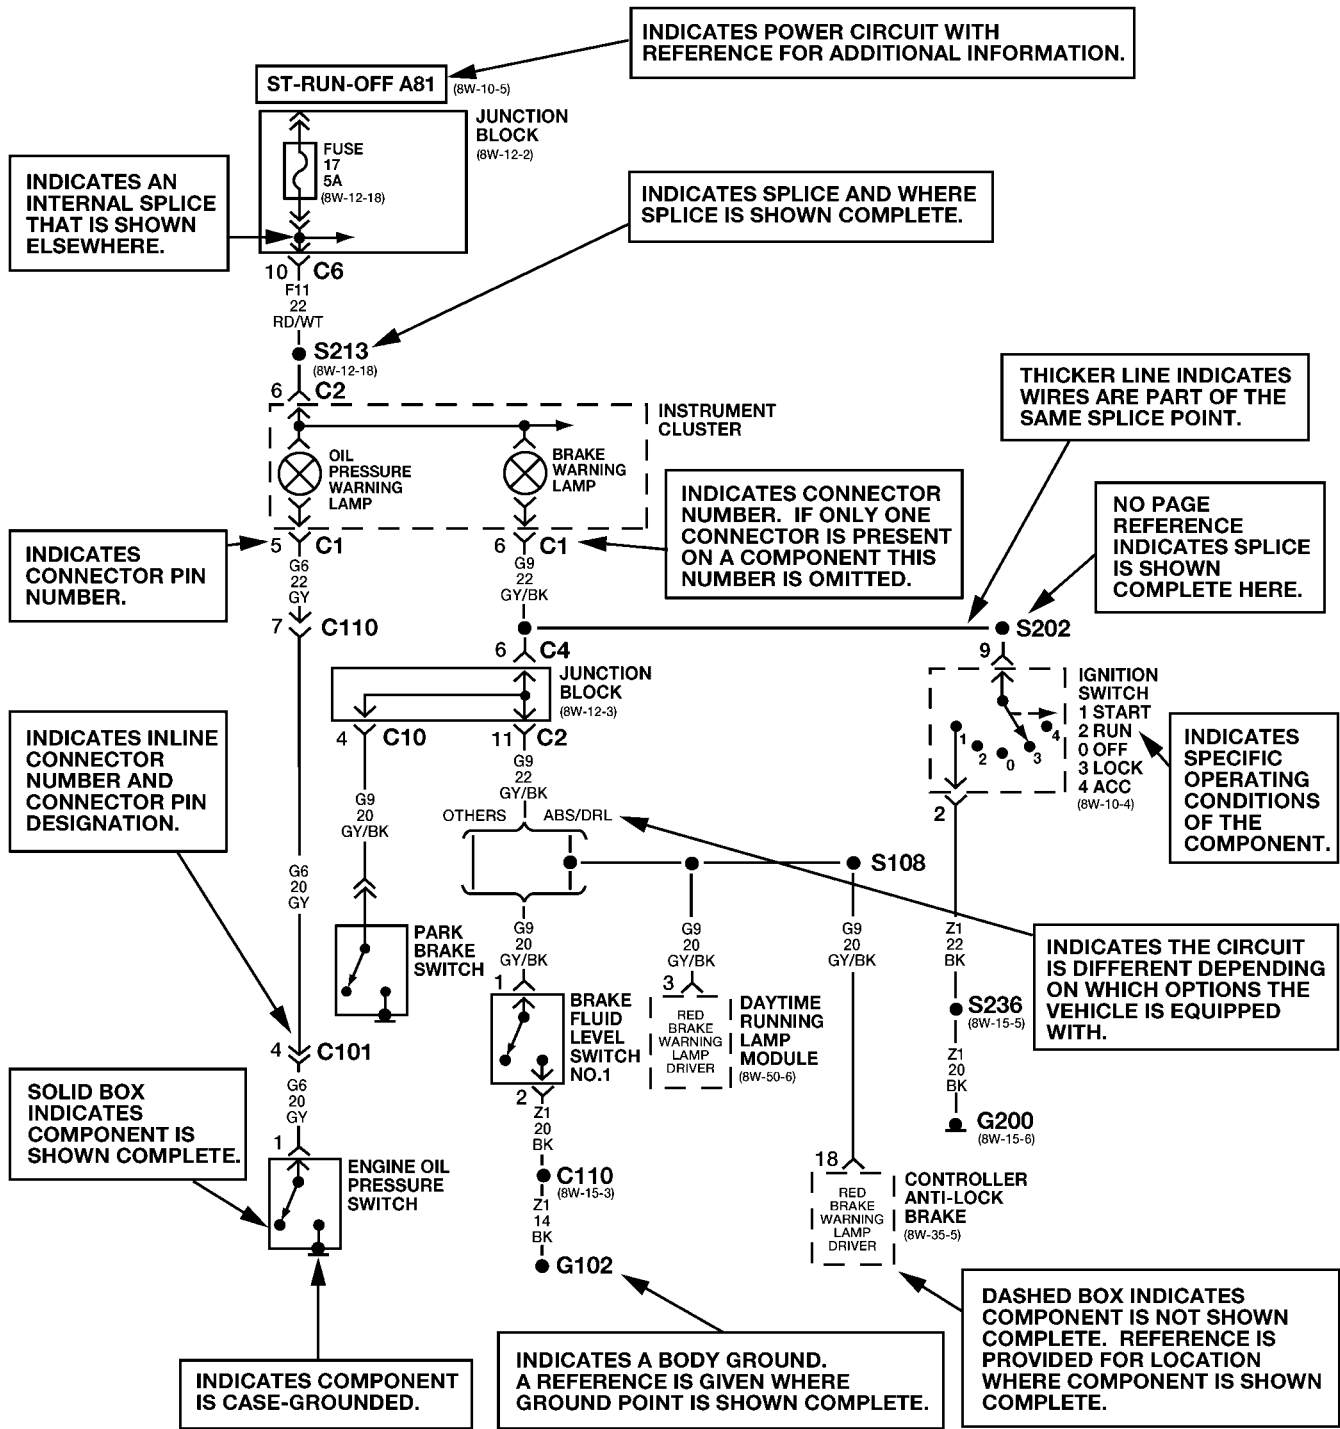 INDICATES POWER CIRCUIT WITH
REFERENCE FOR ADDITIONAL INFORMATION.
ST-RUN-OFF A81
(8W-10-5)
JUNCTION
BLOCK
(8W-12-2)
FUSE
17
5A
(8W-12-18)
INDICATES AN
INTERNAL SPLICE
THAT IS SHOWN
ELSEWHERE.
INDICATES SPLICE AND WHERE
SPLICE IS SHOWN COMPLETE.
10 C6
F11
22
RD/WT
S213
(8W-12-18)
6 C2
INSTRUMENT
CLUSTER
OIL
PRESSURE
WARNING
LAMP
BRAKE
WARNING
LAMP
THICKER LINE INDICATES
WIRES ARE PART OF THE
SAME SPLICE POINT.
INDICATES CONNECTOR
NUMBER. IF ONLY ONE
CONNECTOR IS PRESENT
ON A COMPONENT THIS
NUMBER IS OMITTED.
NO PAGE
REFERENCE
INDICATES SPLICE
IS SHOWN
COMPLETE HERE.
INDICATES
CONNECTOR PIN
NUMBER.
5 C1
G6
22
GY
7 C110
6 C1
G9
22
GY/BK
S202
6 C4
JUNCTION
BLOCK
(8W-12-3)
9
IGNITION
SWITCH
1 START
2 RUN
0 OFF
3 LOCK
4 ACC
(8W-10-4)
1
2
0
3
4
2
INDICATES
SPECIFIC
OPERATING
CONDITIONS
OF THE
COMPONENT.
INDICATES INLINE
CONNECTOR
NUMBER AND
CONNECTOR PIN
DESIGNATION.
4 C10
G9
20
GY/BK
11 C2
G9
22
GY/BK
OTHERS
ABS/DRL
S108
G6
20
GY
PARK
BRAKE
SWITCH
G9
20
GY/BK
G9
20
GY/BK
G9
20
GY/BK
Z1
22
BK
INDICATES THE CIRCUIT
IS DIFFERENT DEPENDING
ON WHICH OPTIONS THE
VEHICLE IS EQUIPPED
WITH.
1
BRAKE
FLUID
LEVEL
SWITCH
NO.1
3
RED
BRAKE
WARNING
LAMP
DRIVER
DAYTIME
RUNNING
LAMP
MODULE
(8W-50-6)
S236
(8W-15-5)
Z1
20
BK
G200
(8W-15-6)
4 C101
G6
20
GY
SOLID BOX
INDICATES
COMPONENT IS
SHOWN COMPLETE.
1
ENGINE OIL
PRESSURE
SWITCH
2
Z1
20
BK
C110
(8W-15-3)
Z1
14
BK
G102
18
RED
BRAKE
WARNING
LAMP
DRIVER
CONTROLLER
ANTI-LOCK
BRAKE
(8W-35-5)
INDICATES COMPONENT
IS CASE-GROUNDED.
INDICATES A BODY GROUND.
A REFERENCE IS GIVEN WHERE
GROUND POINT IS SHOWN COMPLETE.
DASHED BOX INDICATES
COMPONENT IS NOT SHOWN
COMPLETE. REFERENCE IS
PROVIDED FOR LOCATION
WHERE COMPONENT IS SHOWN
COMPLETE.